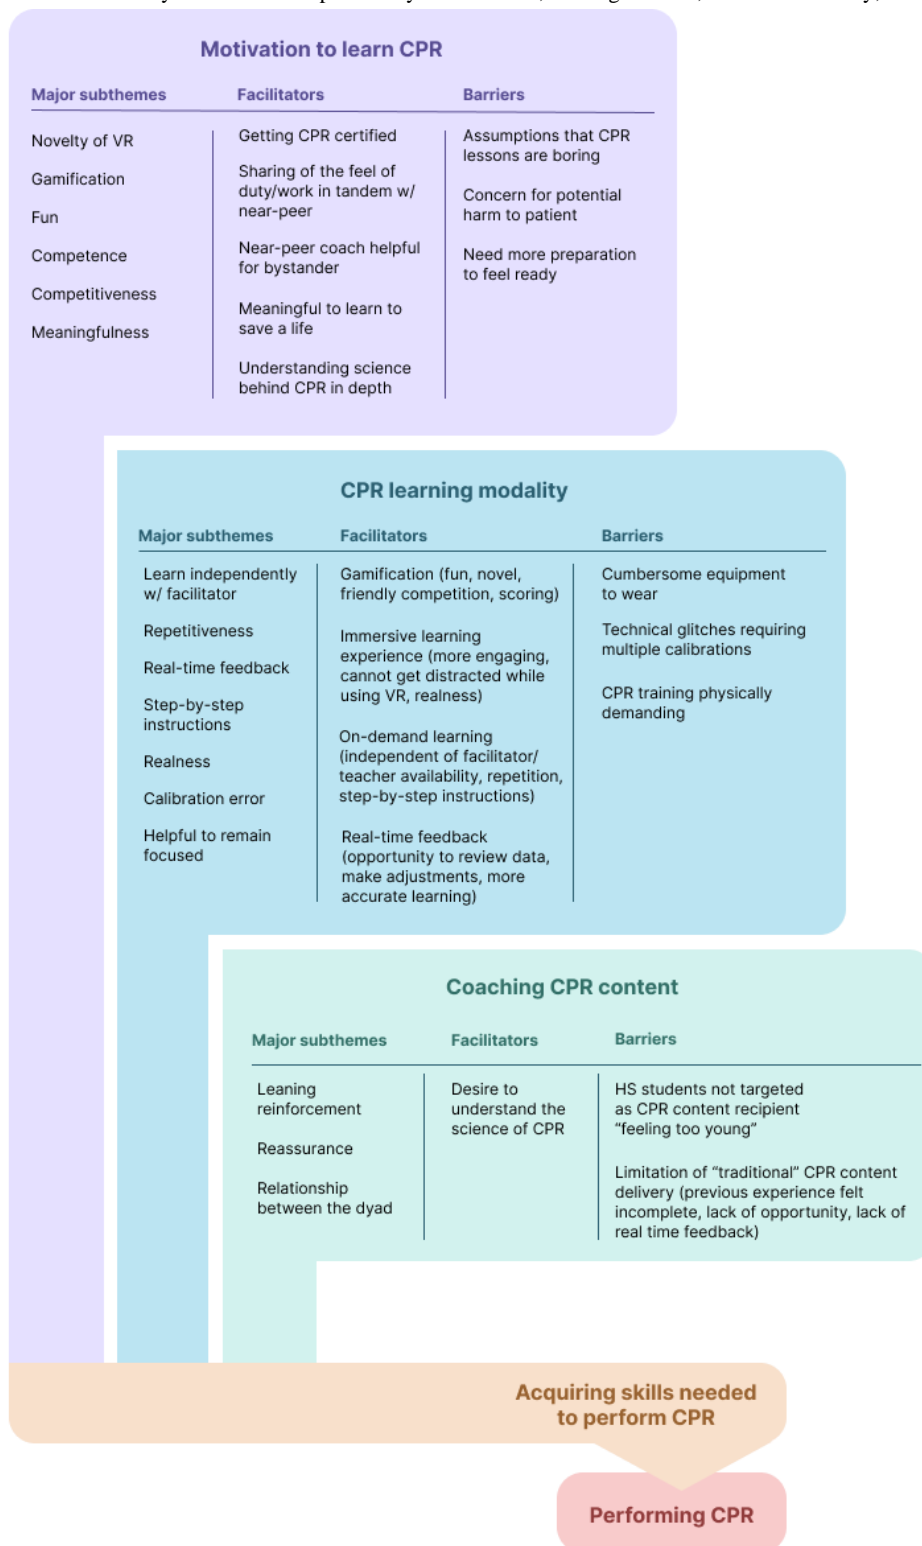 Motivation to learn CPR
Major subthemes
Facilitators
Barriers
Novelty of VR
Gamification
Fun
Competence
Competitiveness
Meaningfulness
Getting CPR certified
Sharing of the feel of
duty/work in tandem w/
near-peer
Near-peer coach helpful
for bystander
Meaningful to learn to
save a life
Understanding science
behind CPR in depth
Assumptions that CPR
lessons are boring
Concern for potential
harm to patient
Need more preparation
to feel ready
CPR learning modality
Major subthemes
Facilitators
Barriers
Learn independently
w/ facilitator
Repetitiveness
Real-time feedback
Step-by-step
instructions
Realness
Calibration error
Helpful to remain
focused
Gamification (fun, novel,
friendly competition, scoring)
Immersive learning
experience (more engaging,
cannot get distracted while
using VR, realness)
On-demand learning
(independent of facilitator/
teacher availability, repetition,
step-by-step instructions)
Real-time feedback
(opportunity to review data,
make adjustments, more
accurate learning)
Cumbersome equipment
to wear
Technical glitches requiring
multiple calibrations
CPR training physically
demanding
Coaching CPR content
Major subthemes
Facilitators
Barriers
Leaning
reinforcement
Reassurance
Relationship
between the dyad
Desire to
understand the
science of CPR
HS students not targeted
as CPR content recipient
“feeling too young”
Limitation of “traditional” CPR content
delivery (previous experience felt
incomplete, lack of opportunity, lack of
real time feedback)
Acquiring skills needed
to perform CPR
Performing CPR